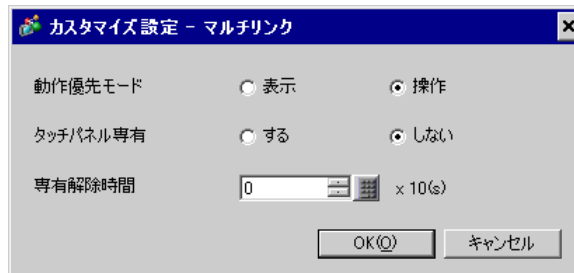 カスタマイズ設定 - マルチリンク
動作優先モード 表示 操作
タッチパネル専有 する しない
専有解除時間 0 x 10(s)
OK(O) キャンセル